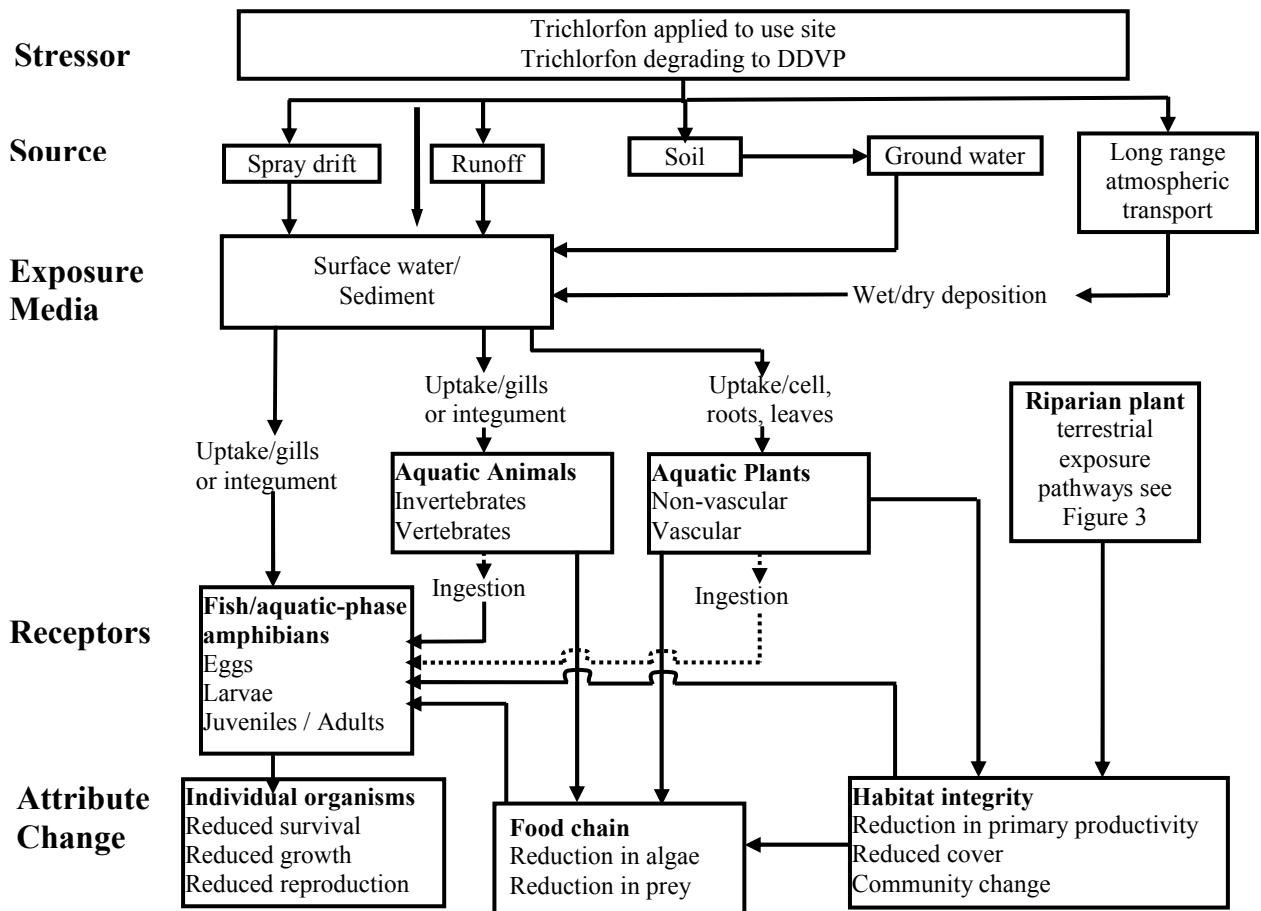 Stressor
Trichlorfon applied to use site
Trichlorfon degrading to DDVP
Source
Spray drift
Runoff
Soil
Ground water
Long range
atmospheric
transport
Exposure
Media
Surface water/
Sediment
Wet/dry deposition
Uptake/gills
or integument
Uptake/gills
or integument
Uptake/cell,
roots, leaves
Riparian plant
terrestrial
exposure
pathways see
Figure 3
Aquatic Animals
Invertebrates
Vertebrates
Aquatic Plants
Non-vascular
Vascular
Ingestion
Ingestion
Receptors
Fish/aquatic-phase
amphibians
Eggs
Larvae
Juveniles / Adults
Attribute
Change
Individual organisms
Reduced survival
Reduced growth
Reduced reproduction
Food chain
Reduction in algae
Reduction in prey
Habitat integrity
Reduction in primary productivity
Reduced cover
Community change